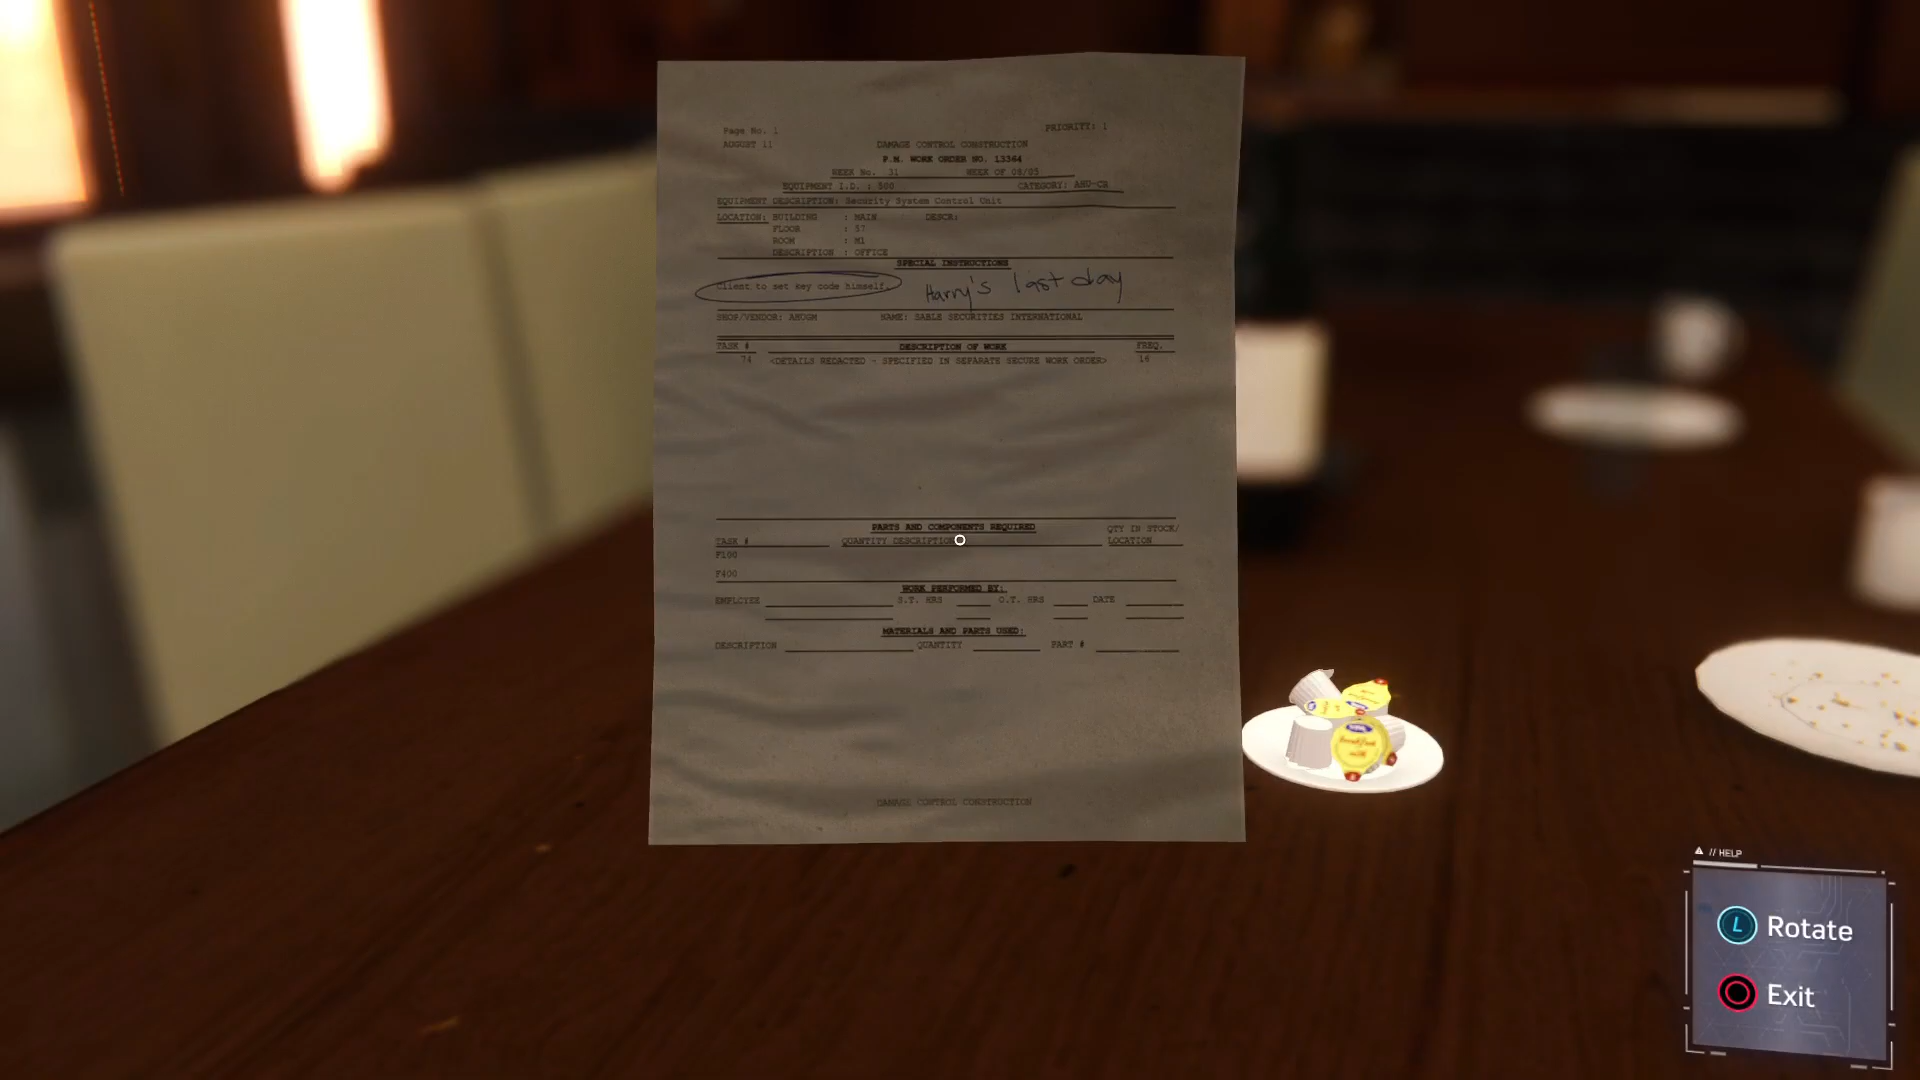 Page No. 1 PRIORITY: 1
AUGUST 11 DAMAGE CONTROL CONSTRUCTION
P.M. WORK ORDER NO. 13364
WEEK No. 31 WEEK OF 08/05
EQUIPMENT I.D. : 500 CATEGORY: AHU-CR
EQUIPMENT DESCRIPTION: Security System Control Unit
LOCATION: BUILDING : MAIN DESCR:
FLOOR : 57
ROOM : M1
DESCRIPTION : OFFICE
SPECIAL INSTRUCTIONS
Client to set key code himself. Harry's last day
SHOP/VENDOR: AHOGM NAME: SABLE SECURITIES INTERNATIONAL
TASK # DESCRIPTION OF WORK FREQ.
74 <DETAILS REDACTED - SPECIFIED IN SEPARATE SECURE WORK ORDER> 16
PARTS AND COMPONENTS REQUIRED QTY IN STOCK/
TASK # QUANTITY DESCRIPTION LOCATION
F100
F400
WORK PERFORMED BY:
EMPLOYEE S.T. HRS O.T. HRS DATE
MATERIALS AND PARTS USED:
DESCRIPTION QUANTITY PART #
DAMAGE CONTROL CONSTRUCTION
// HELP
L Rotate
Exit